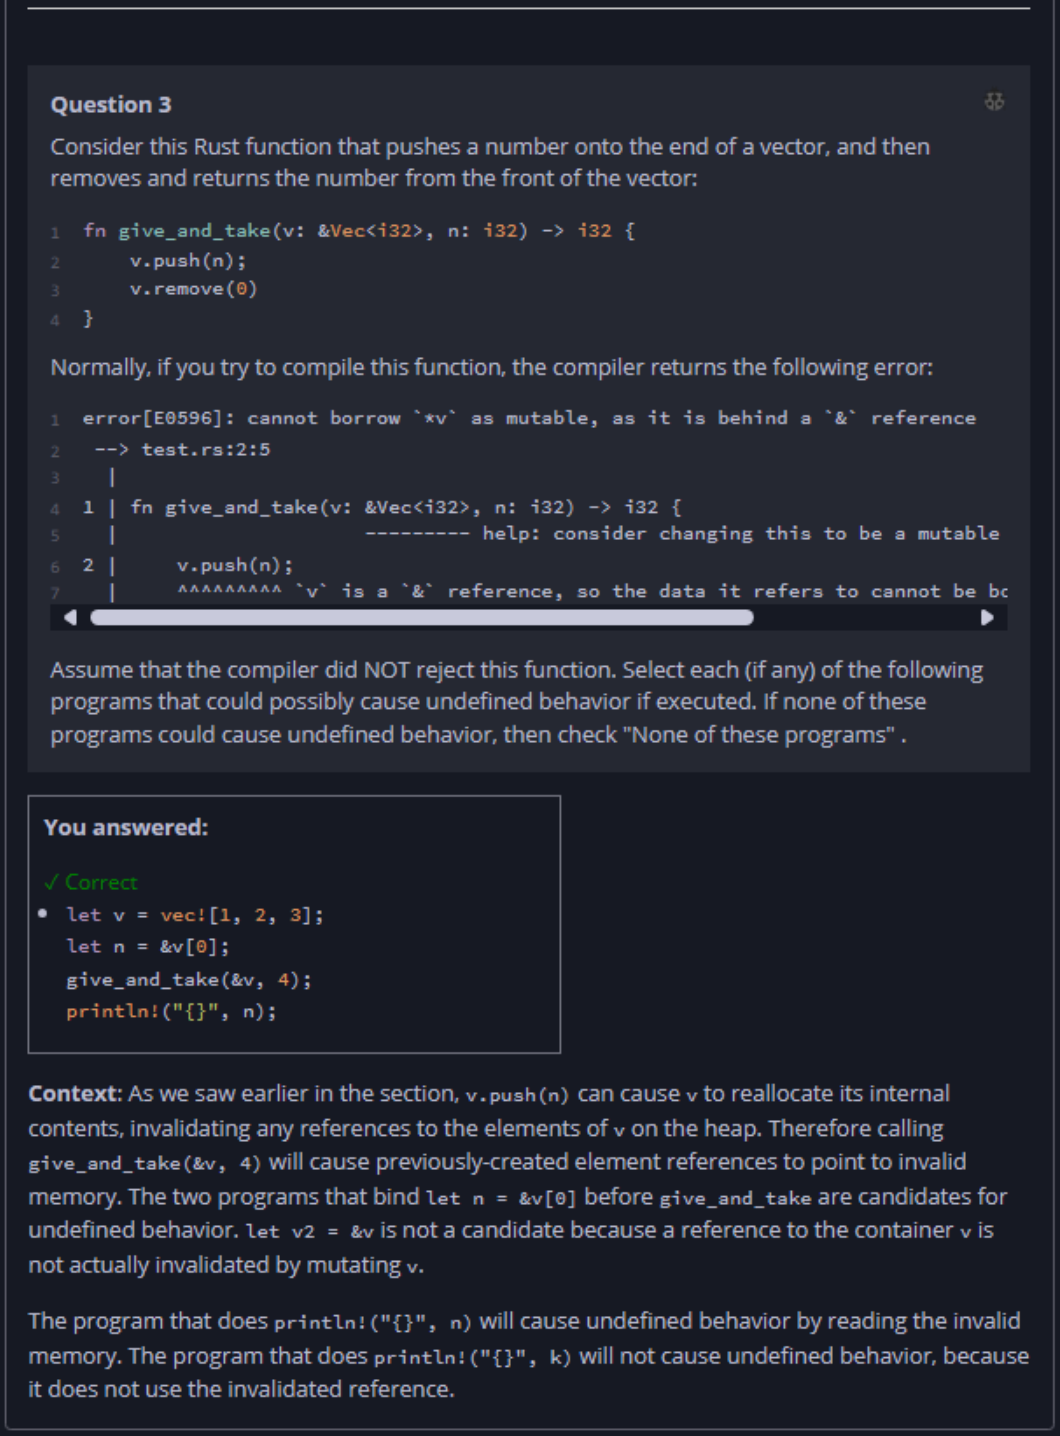 Question 3
Consider this Rust function that pushes a number onto the end of a vector, and then
removes and returns the number from the front of the vector:
1 fn give_and_take(v: &Vec<i32>, n: i32) -> i32 {
2     v.push(n);
3     v.remove(0)
4 }
Normally, if you try to compile this function, the compiler returns the following error:
1 error[E0596]: cannot borrow `*v` as mutable, as it is behind a `&` reference
2  --> test.rs:2:5
3   |
4 1 | fn give_and_take(v: &Vec<i32>, n: i32) -> i32 {
5   |                     --------- help: consider changing this to be a mutable
6 2 |     v.push(n);
7   |     ^^^^^^^^^ `v` is a `&` reference, so the data it refers to cannot be bo
Assume that the compiler did NOT reject this function. Select each (if any) of the following
programs that could possibly cause undefined behavior if executed. If none of these
programs could cause undefined behavior, then check "None of these programs" .
You answered:
✓ Correct
• let v = vec![1, 2, 3];
let n = &v[0];
give_and_take(&v, 4);
println!("{}", n);
Context: As we saw earlier in the section, v.push(n) can cause v to reallocate its internal
contents, invalidating any references to the elements of v on the heap. Therefore calling
give_and_take(&v, 4) will cause previously-created element references to point to invalid
memory. The two programs that bind let n = &v[0] before give_and_take are candidates for
undefined behavior. let v2 = &v is not a candidate because a reference to the container v is
not actually invalidated by mutating v.
The program that does println!("{}", n) will cause undefined behavior by reading the invalid
memory. The program that does println!("{}", k) will not cause undefined behavior, because
it does not use the invalidated reference.